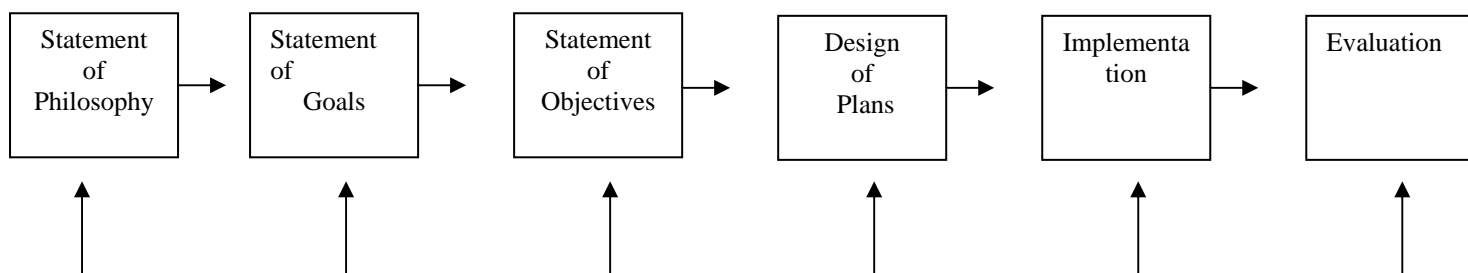 Statement
of
Philosophy
Statement
of
Goals
Statement
of
Objectives
Design
of
Plans
Implementa
tion
Evaluation